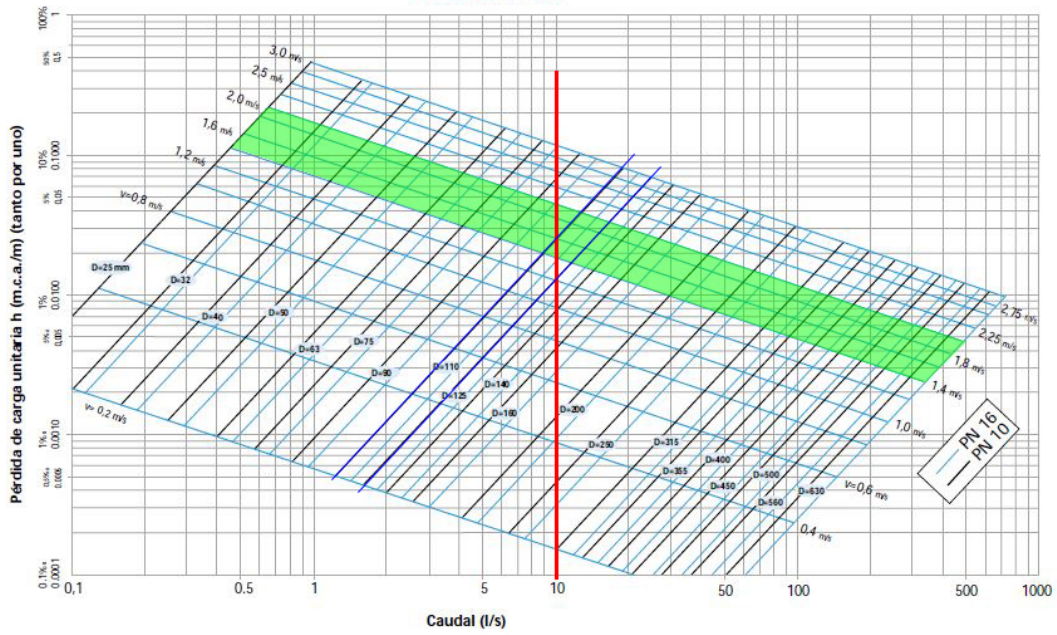 Pérdida de carga unitaria h (m.c.a./m) (tanto por uno)
100%
1
50%
0.5
10%
0.1000
5%
0.05
1%
0.0100
5‰
0.005
1‰
0.0010
0.5‰
0.0005
0.1‰
0.0001
3,0 m/s
2,5 m/s
2,0 m/s
1,6 m/s
1,2 m/s
v=0,8 m/s
v= 0,2 m/s
D=25 mm
D=32
D=40
D=50
D=63
D=75
D=90
D=110
D=125
D=140
D=160
D=200
D=250
D=315
D=355
D=400
D=450
D=500
D=560
D=630
2,75 m/s
2,25 m/s
1,8 m/s
1,4 m/s
1,0 m/s
v=0,6 m/s
0,4 m/s
PN 16
PN 10
0,1
0.5
1
5
10
50
100
500
1000
Caudal (l/s)